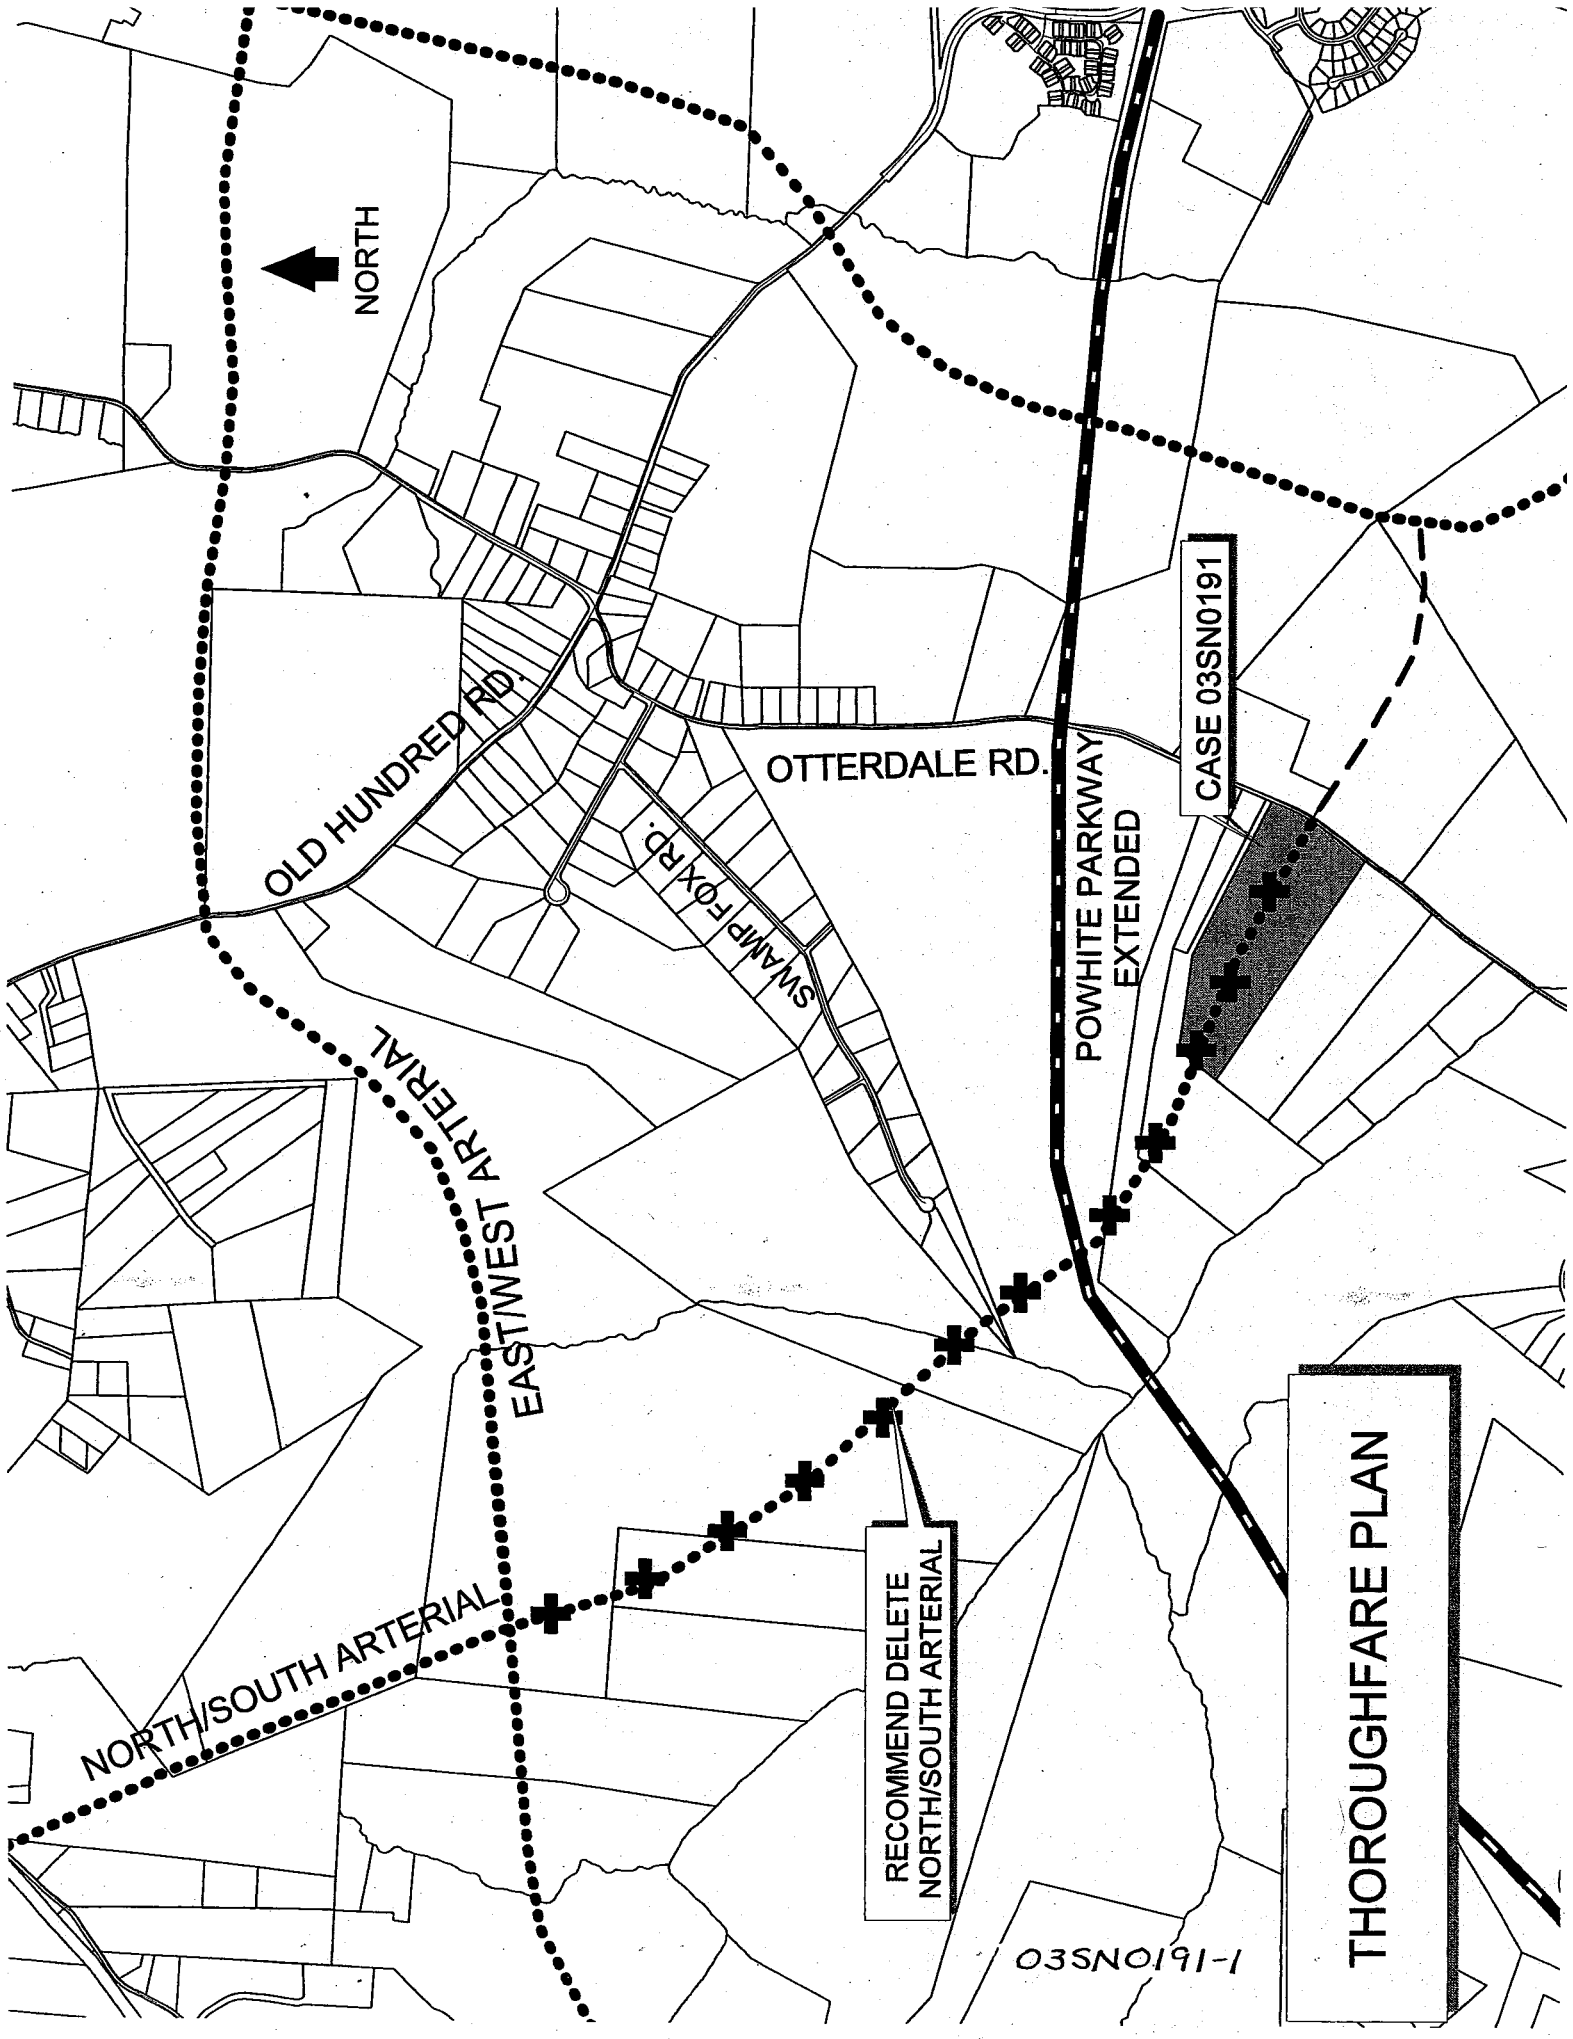 NORTH
NORTH/SOUTH ARTERIAL
EAST/WEST ARTERIAL
OLD HUNDRED RD.
SWAMP FOX RD.
OTTERDALE RD.
POWHITE PARKWAY
EXTENDED
CASE 03SN0191
RECOMMEND DELETE
NORTH/SOUTH ARTERIAL
THOROUGHFARE PLAN
03SN0191-1